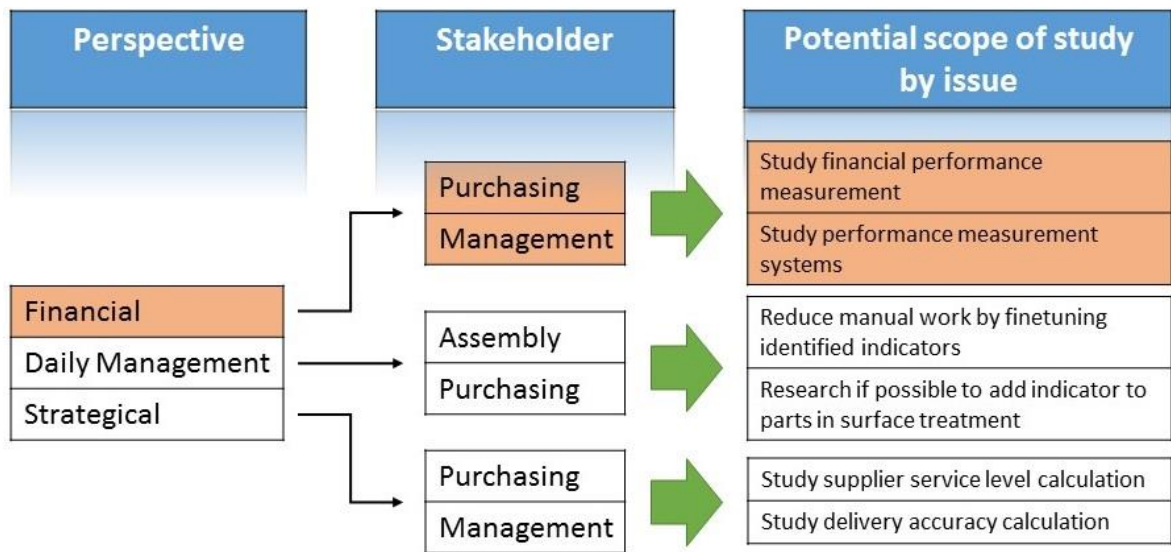 Perspective
Stakeholder
Potential scope of study
by issue
Financial
Daily Management
Strategical
Purchasing
Management
Assembly
Purchasing
Purchasing
Management
Study financial performance
measurement
Study performance measurement
systems
Reduce manual work by finetuning
identified indicators
Research if possible to add indicator to
parts in surface treatment
Study supplier service level calculation
Study delivery accuracy calculation